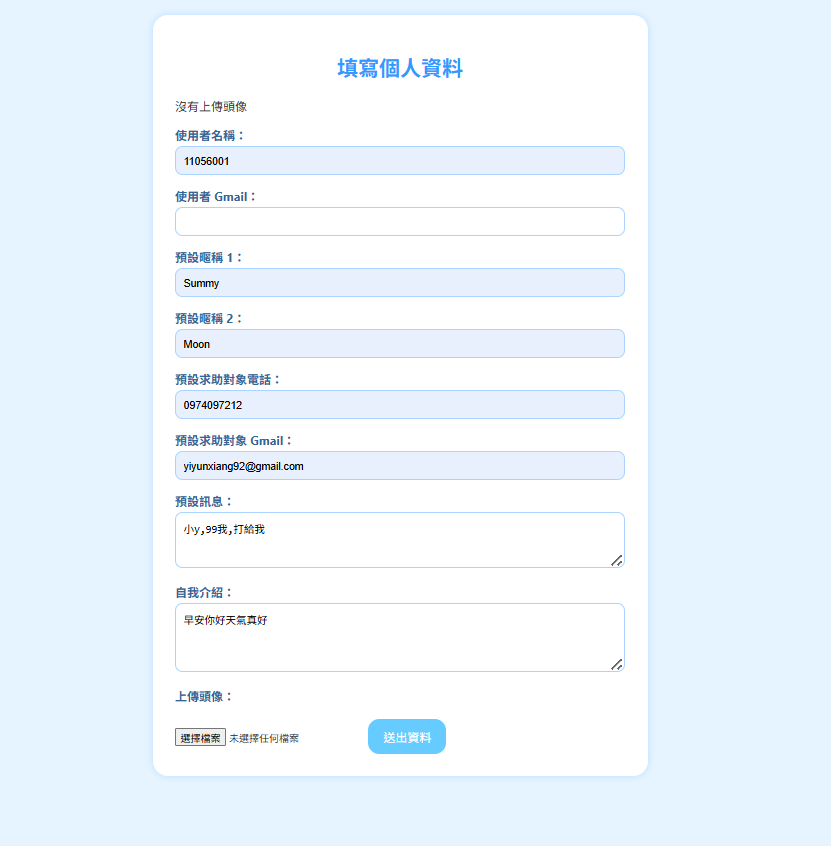 填寫個人資料
沒有上傳頭像
使用者名稱：
11056001
使用者 Gmail：
預設暱稱 1：
Summy
預設暱稱 2：
Moon
預設求助對象電話：
0974097212
預設求助對象 Gmail：
yiyunxiang92@gmail.com
預設訊息：
小y,99我,打給我
自我介紹：
早安你好天氣真好
上傳頭像：
選擇檔案 未選擇任何檔案 送出資料